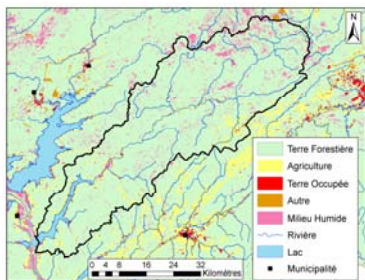 N
Terre Forestière
Agriculture
Terre Occupée
Autre
Milieu Humide
Rivière
Lac
Municipalité
0 4 8 16 24 32
Kilomètres